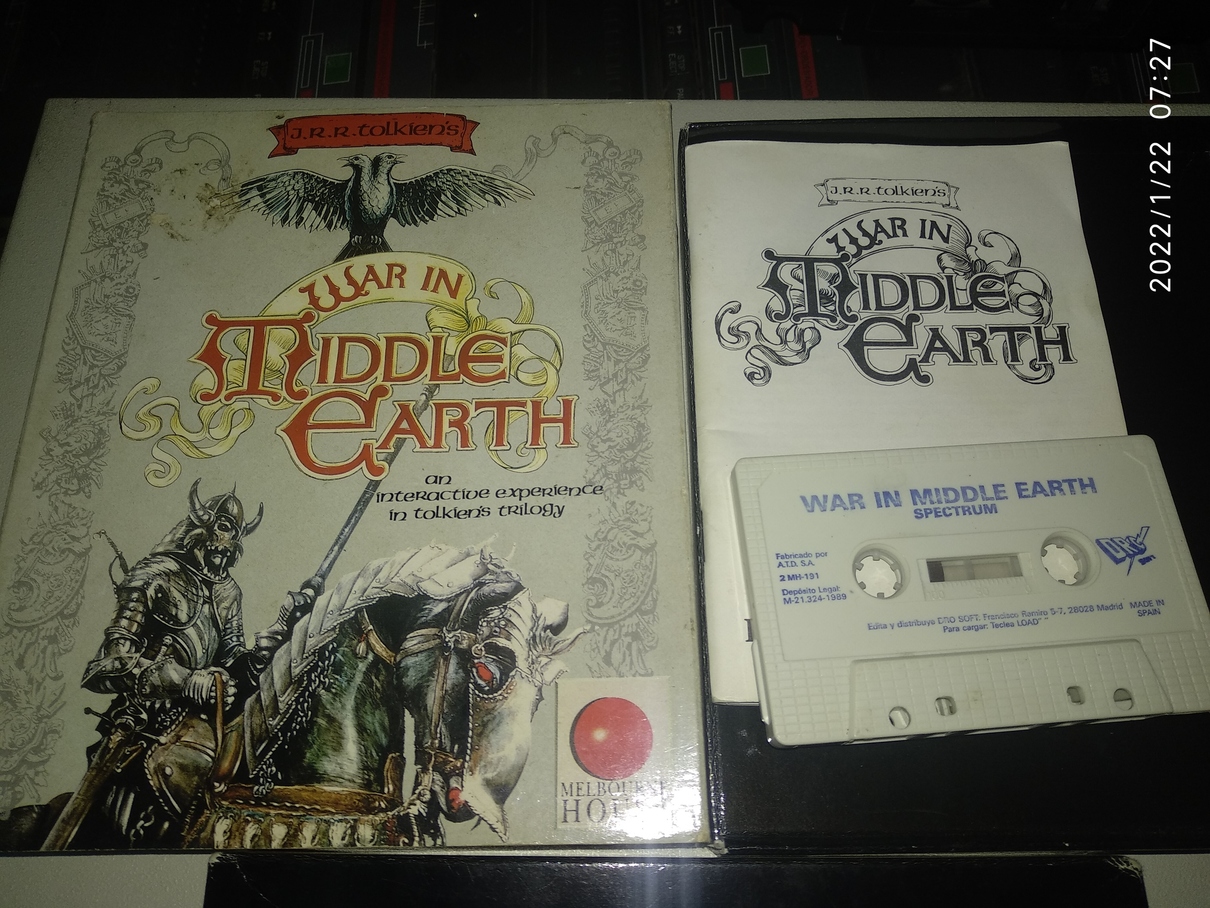 J.R.R. Tolkien's
WAR IN
MIDDLE
EARTH
an
interactive experience
in tolkien's trilogy
MELBOURNE
HOUSE
J.R.R. Tolkien's
WAR IN
MIDDLE
EARTH
WAR IN MIDDLE EARTH
SPECTRUM
Fabricado por
A.T.D. S.A.
2 MH-191
Depósito Legal:
M-21.324-1989
DRO
SOFT
Edita y distribuye DRO SOFT. Francisco Remiro 5-7, 28028 Madrid
Para cargar: Teclea LOAD""
MADE IN
SPAIN
2022/1/22 07:27